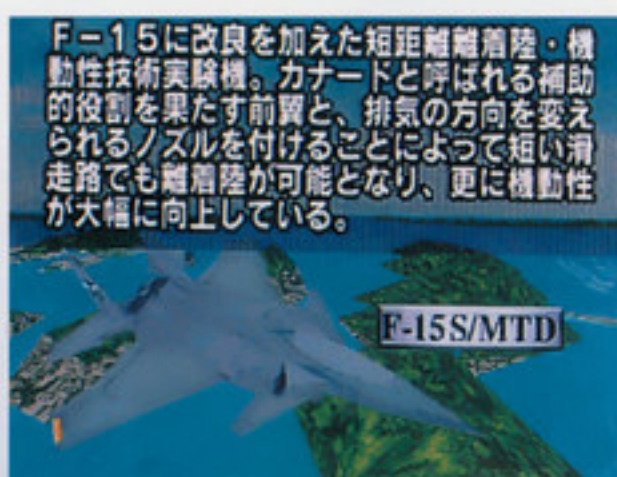 F－15に改良を加えた短距離離着陸・機
動性技術実験機。カナードと呼ばれる補助
的役割を果たす前翼と、排気の方向を変え
られるノズルを付けることによって短い滑
走路でも離着陸が可能となり、更に機動性
が大幅に向上している。
F-15S/MTD